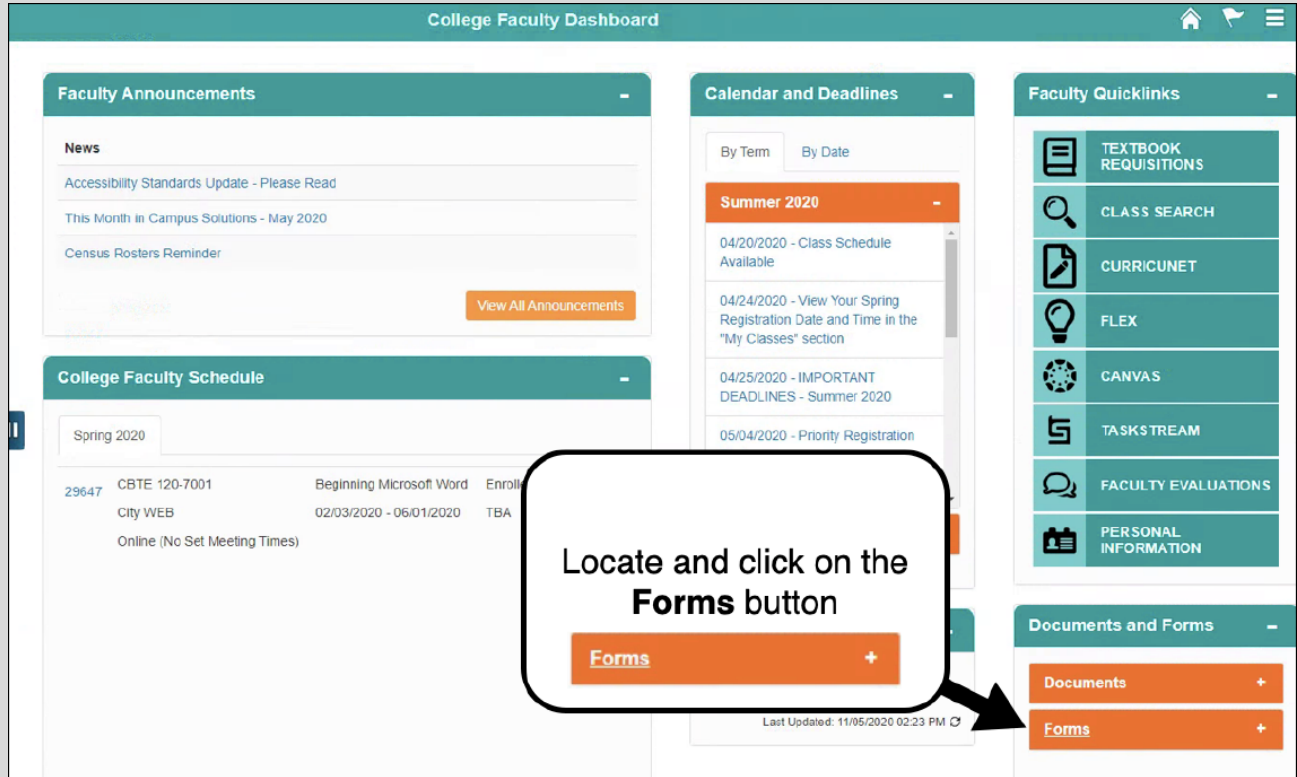 College Faculty Dashboard
Faculty Announcements
News
Accessibility Standards Update - Please Read
This Month in Campus Solutions - May 2020
Census Rosters Reminder
View All Announcements
College Faculty Schedule
Spring 2020
29647
CBTE 120-7001
Beginning Microsoft Word
City WEB
02/03/2020 - 06/01/2020
TBA
Online (No Set Meeting Times)
Calendar and Deadlines
By Term
By Date
Summer 2020
04/20/2020 - Class Schedule
Available
04/24/2020 - View Your Spring
Registration Date and Time in the
"My Classes" section
04/25/2020 - IMPORTANT
DEADLINES - Summer 2020
05/04/2020 - Priority Registration
Locate and click on the
Forms button
Forms +
Last Updated: 11/05/2020 02:23 PM
Faculty Quicklinks
TEXTBOOK
REQUISITIONS
CLASS SEARCH
CURRICUNET
FLEX
CANVAS
TASKSTREAM
FACULTY EVALUATIONS
PERSONAL
INFORMATION
Documents and Forms
Documents +
Forms +